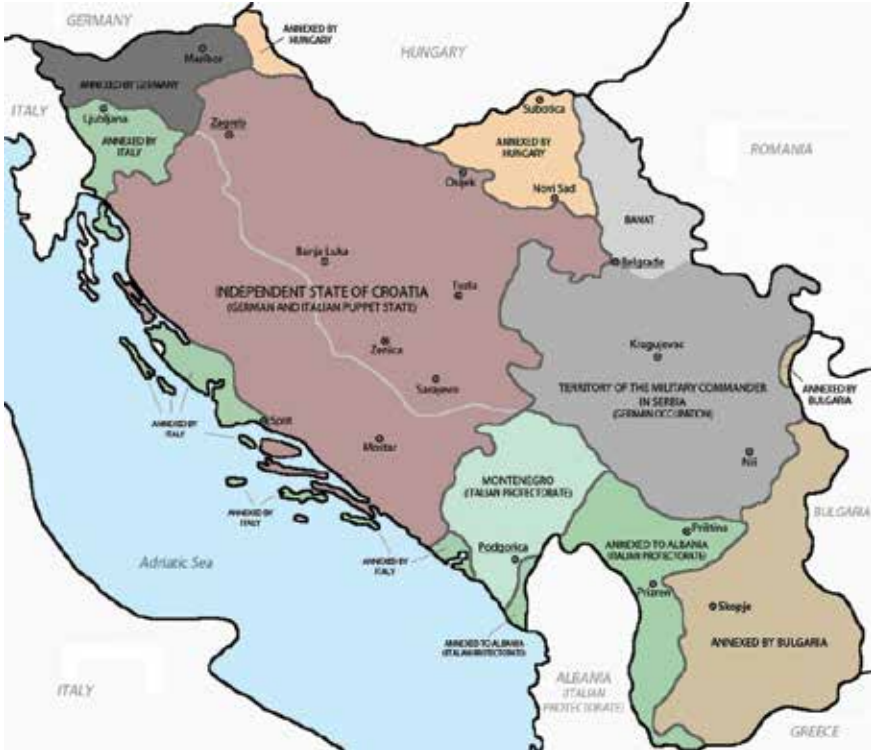 GERMANY
ANNEXED BY
HUNGARY
HUNGARY
Maribor
ANNEXED BY GERMANY
ITALY
Ljubljana
ANNEXED BY
ITALY
Zagreb
Subotica
ANNEXED BY
HUNGARY
ROMANIA
Osijek
Novi Sad
BANAT
Belgrade
Banja Luka
INDEPENDENT STATE OF CROATIA
(GERMAN AND ITALIAN PUPPET STATE)
Tuzla
Zenica
Sarajevo
Kragujevac
TERRITORY OF THE MILITARY COMMANDER
IN SERBIA
(GERMAN OCCUPATION)
ANNEXED BY
BULGARIA
ANNEXED BY
ITALY
Split
Mostar
Niš
MONTENEGRO
(ITALIAN PROTECTORATE)
ANNEXED BY
ITALY
BULGARIA
Adriatic Sea
ANNEXED BY
ITALY
Podgorica
Priština
ANNEXED TO ALBANIA
(ITALIAN PROTECTORATE)
Prizren
Skopje
ANNEXED BY BULGARIA
ANNEXED TO ALBANIA
(ITALIAN PROTECTORATE)
ITALY
ALBANIA
(ITALIAN
PROTECTORATE)
GREECE